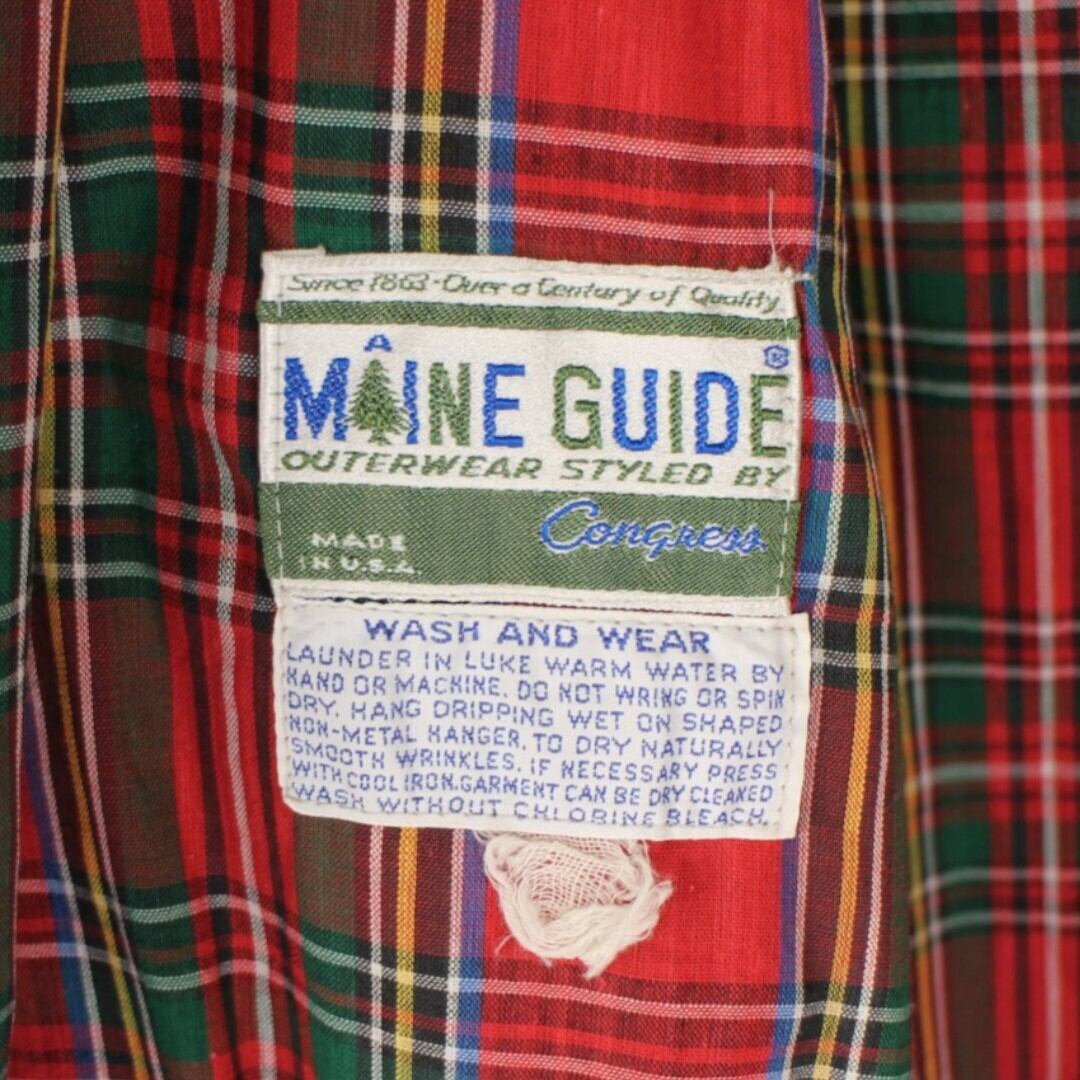 Since 1863 - Over a Century of Quality
A
MAINE GUIDE ®
OUTERWEAR STYLED BY
Congress
MADE
IN U.S.A.
WASH AND WEAR
LAUNDER IN LUKE WARM WATER BY
HAND OR MACHINE. DO NOT WRING OR SPIN
DRY. HANG DRIPPING WET ON SHAPED
NON-METAL HANGER. TO DRY NATURALLY
SMOOTH WRINKLES. IF NECESSARY PRESS
WITH COOL IRON. GARMENT CAN BE DRY CLEANED
WASH WITHOUT CHLORINE BLEACH.